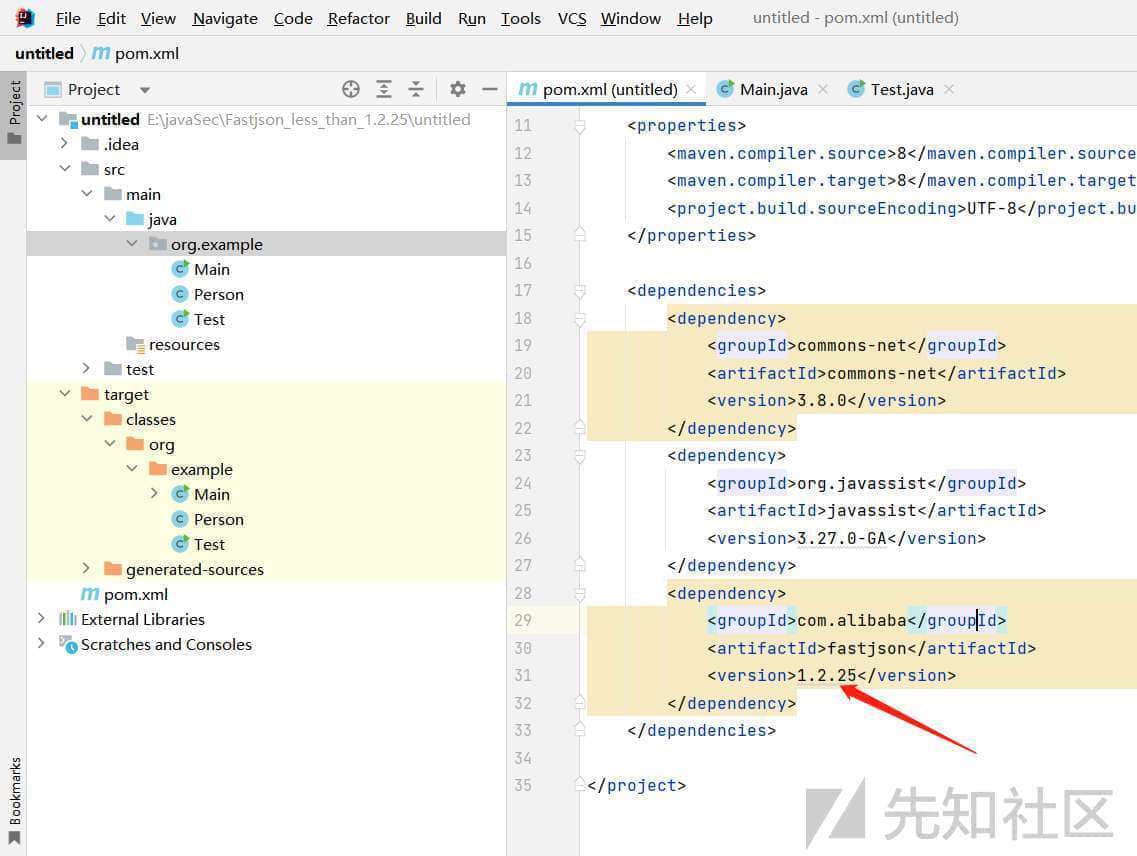 File Edit View Navigate Code Refactor Build Run Tools VCS Window Help untitled - pom.xml (untitled)
untitled pom.xml
Project
Project
pom.xml (untitled) Main.java Test.java
untitled E:\javaSec\Fastjson_less_than_1.2.25\untitled
.idea
src
main
java
org.example
Main
Person
Test
resources
test
target
classes
org
example
Main
Person
Test
generated-sources
pom.xml
External Libraries
Scratches and Consoles
Bookmarks
11 <properties>
12 <maven.compiler.source>8</maven.compiler.source
13 <maven.compiler.target>8</maven.compiler.target
14 <project.build.sourceEncoding>UTF-8</project.bu
15 </properties>
16
17 <dependencies>
18 <dependency>
19 <groupId>commons-net</groupId>
20 <artifactId>commons-net</artifactId>
21 <version>3.8.0</version>
22 </dependency>
23 <dependency>
24 <groupId>org.javassist</groupId>
25 <artifactId>javassist</artifactId>
26 <version>3.27.0-GA</version>
27 </dependency>
28 <dependency>
29 <groupId>com.alibaba</groupId>
30 <artifactId>fastjson</artifactId>
31 <version>1.2.25</version>
32 </dependency>
33 </dependencies>
34
35 </project>
先知社区